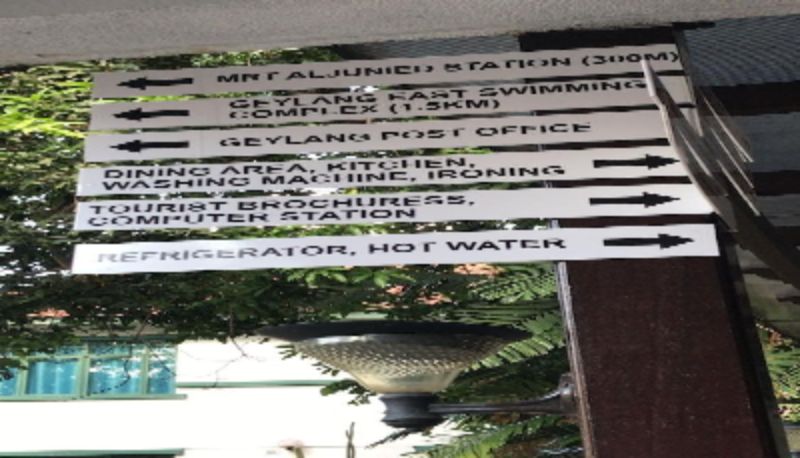 MRT ALJUNIED STATION (300M)
GEYLANG EAST SWIMMING
COMPLEX (1.5KM)
GEYLANG POST OFFICE
DINING AREA KITCHEN,
WASHING MACHINE, IRONING
TOURIST BROCHURESS,
COMPUTER STATION
REFRIGERATOR, HOT WATER